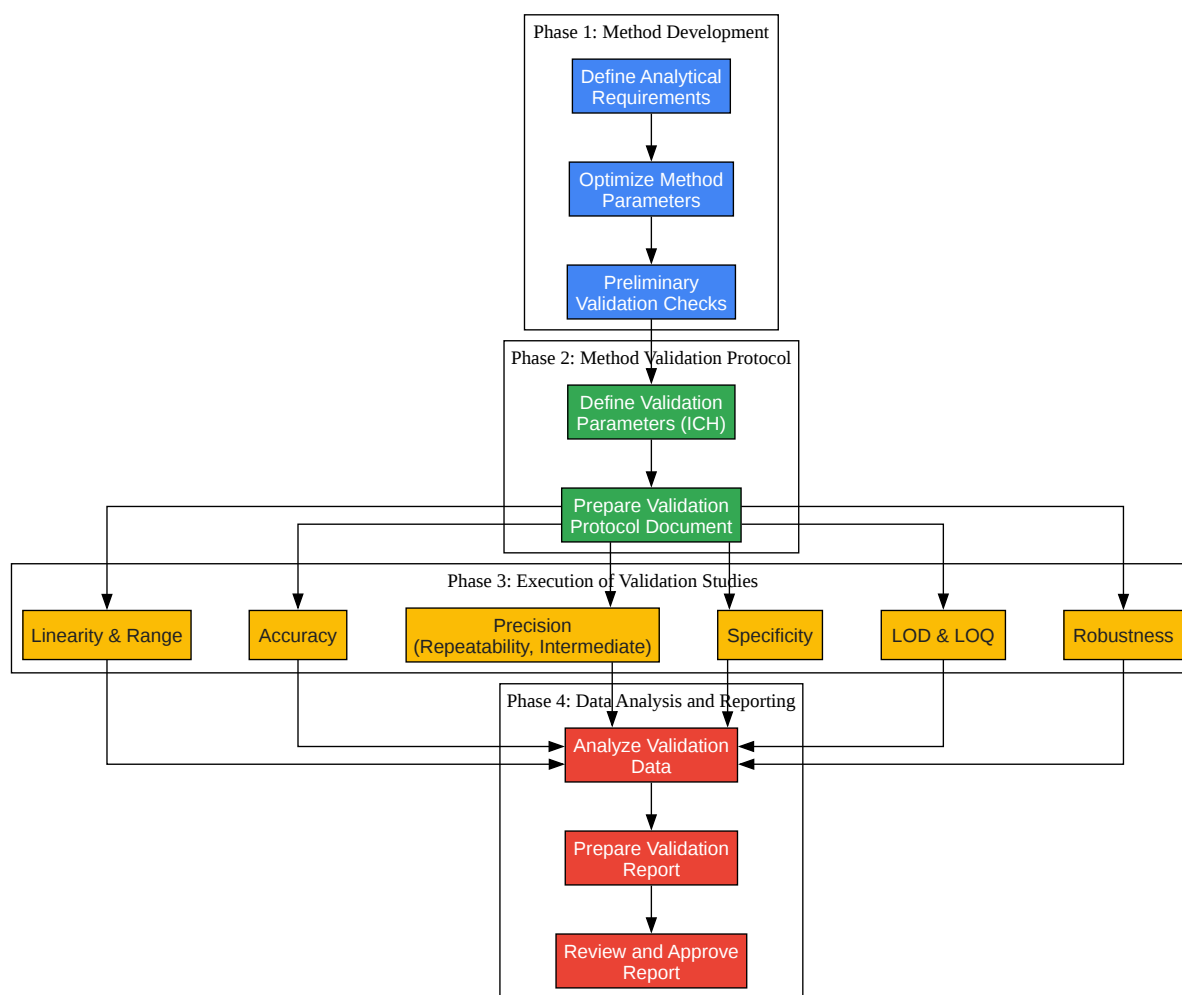 Phase 1: Method Development
Define Analytical
Requirements
Optimize Method
Parameters
Preliminary
Validation Checks
Phase 2: Method Validation Protocol
Define Validation
Parameters (ICH)
Prepare Validation
Protocol Document
Phase 3: Execution of Validation Studies
Linearity & Range
Accuracy
Precision
(Repeatability, Intermediate)
Specificity
LOD & LOQ
Robustness
Phase 4: Data Analysis and Reporting
Analyze Validation
Data
Prepare Validation
Report
Review and Approve
Report